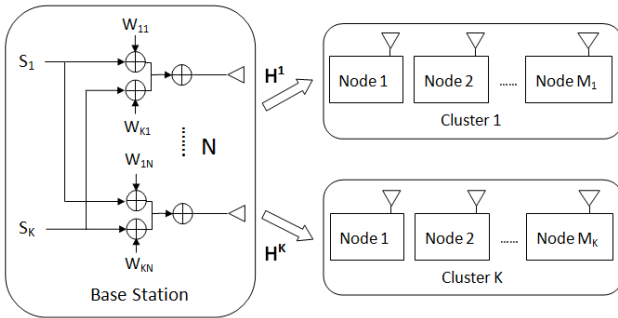 W11
S1
WK1
N
W1N
SK
WKN
Base Station
H1
HK
Node 1
Node 2
......
Node M1
Cluster 1
Node 1
Node 2
......
Node MK
Cluster K